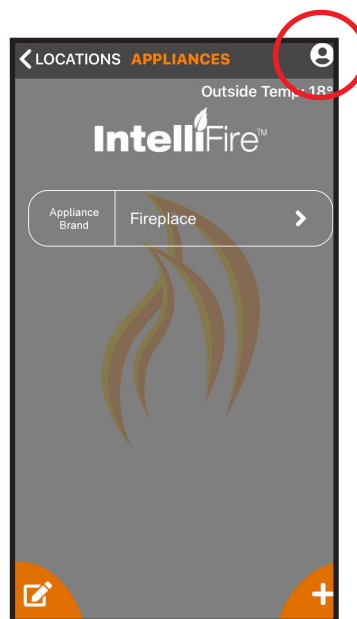 LOCATIONS APPLIANCES
Outside Temp: 18°
IntelliFire™
Appliance
Brand
Fireplace